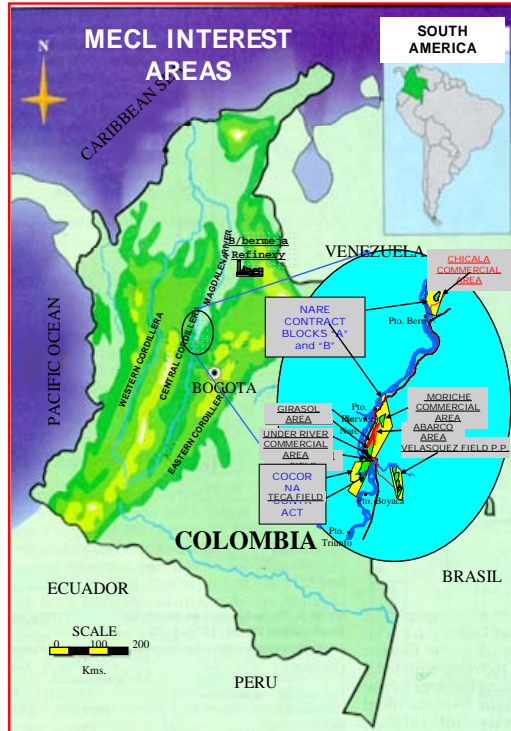 MECL INTEREST
AREAS
SOUTH
AMERICA
N
CARIBBEAN SEA
B/bermeja
Refinery
MAGDALENA RIVER
VENEZUELA
CHICALA
COMMERCIAL
AREA
NARE
CONTRACT
BLOCKS "A"
and "B"
Pto. Berr
PACIFIC OCEAN
WESTERN CORDILLERA
CENTRAL CORDILLERA
EASTERN CORDILLERA
BOGOTA
Pto.
MORICHE
COMMERCIAL
AREA
GIRASOL
AREA
ABARCO
AREA
UNDER RIVER
COMMERCIAL
AREA
VELASQUEZ FIELD P.P.
COCOR
NA
TECA FIELD
ACT
Pto. Boyaca
Pto.
Triunfo
COLOMBIA
BRASIL
ECUADOR
SCALE
0 100 200
Kms.
PERU